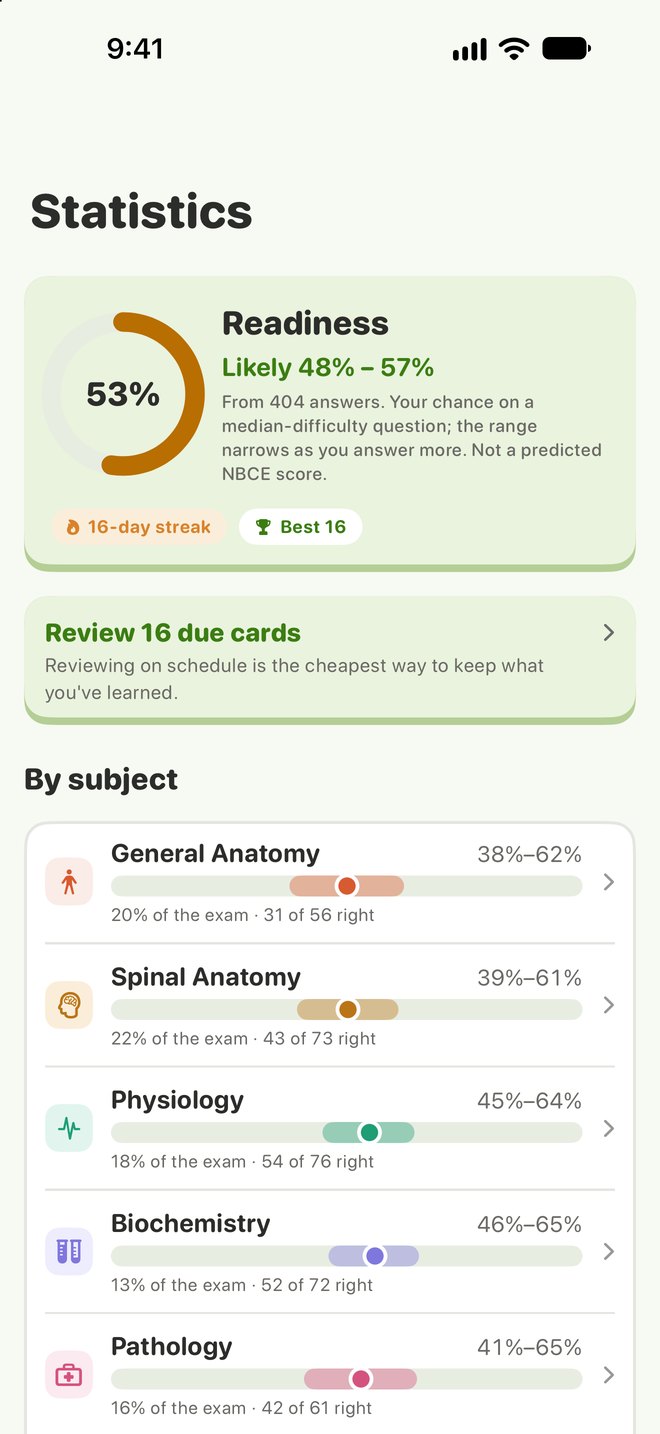 9:41
Statistics
53%
Readiness
Likely 48% – 57%
From 404 answers. Your chance on a
median-difficulty question; the range
narrows as you answer more. Not a predicted
NBCE score.
16-day streak
Best 16
Review 16 due cards
Reviewing on schedule is the cheapest way to keep what
you've learned.
By subject
General Anatomy
38%–62%
20% of the exam · 31 of 56 right
Spinal Anatomy
39%–61%
22% of the exam · 43 of 73 right
Physiology
45%–64%
18% of the exam · 54 of 76 right
Biochemistry
46%–65%
13% of the exam · 52 of 72 right
Pathology
41%–65%
16% of the exam · 42 of 61 right